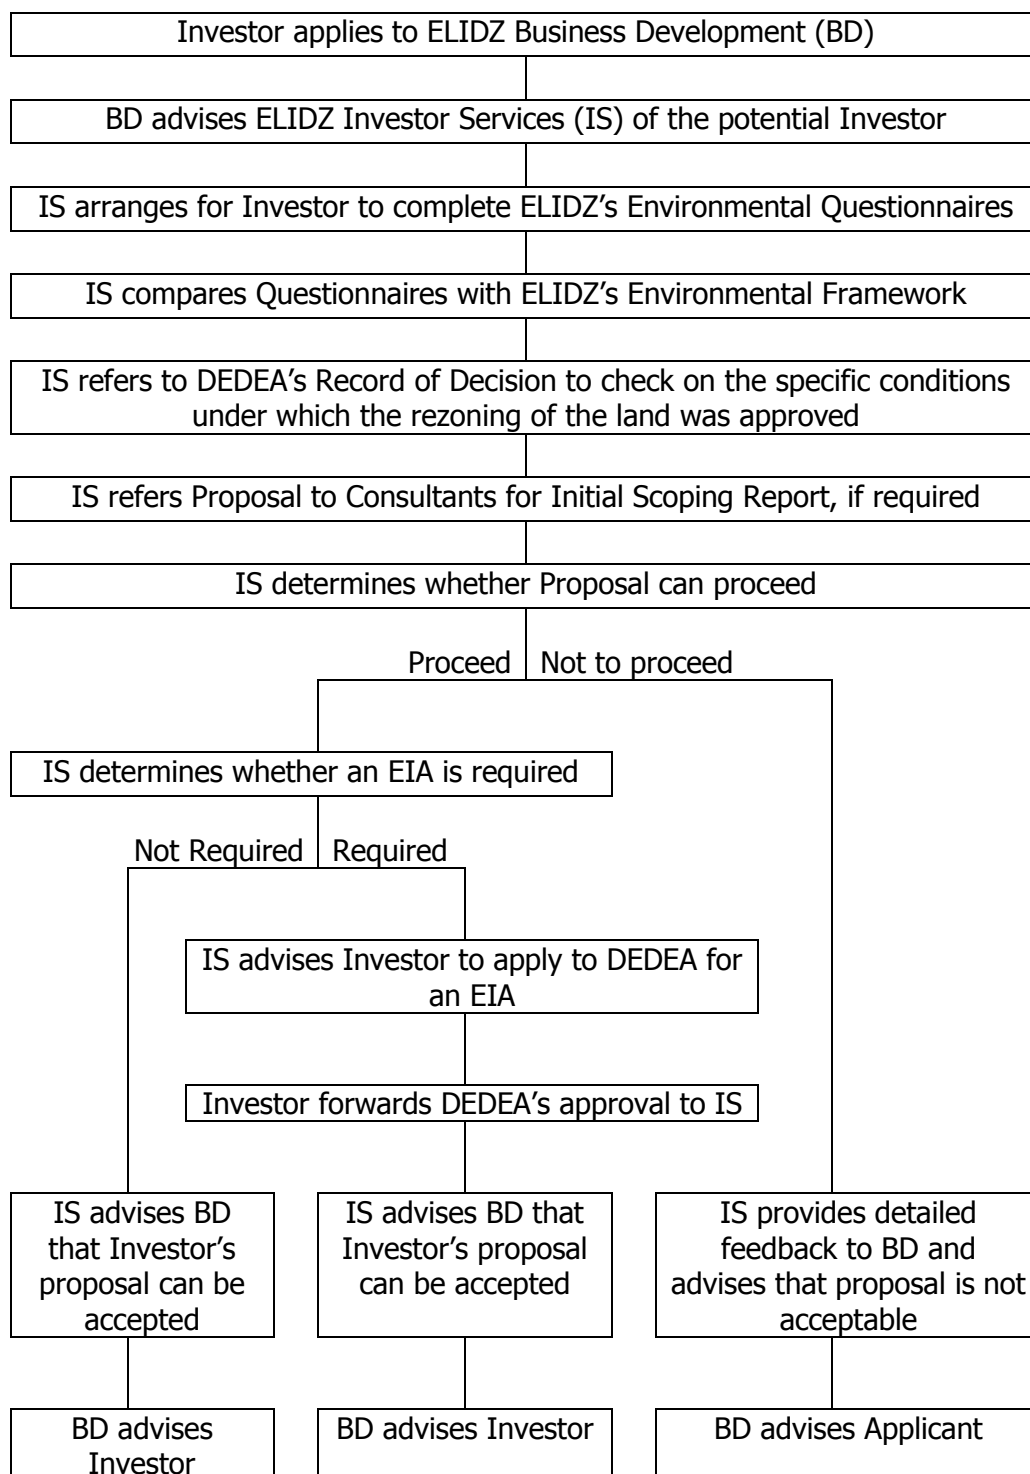 Investor applies to ELIDZ Business Development (BD)
BD advises ELIDZ Investor Services (IS) of the potential Investor
IS arranges for Investor to complete ELIDZ’s Environmental Questionnaires
IS compares Questionnaires with ELIDZ’s Environmental Framework
IS refers to DEDEA’s Record of Decision to check on the specific conditions
under which the rezoning of the land was approved
IS refers Proposal to Consultants for Initial Scoping Report, if required
IS determines whether Proposal can proceed
Proceed
Not to proceed
IS determines whether an EIA is required
Not Required
Required
IS advises Investor to apply to DEDEA for
an EIA
Investor forwards DEDEA’s approval to IS
IS advises BD
that Investor’s
proposal can be
accepted
IS advises BD that
Investor’s proposal
can be accepted
IS provides detailed
feedback to BD and
advises that proposal is not
acceptable
BD advises
Investor
BD advises Investor
BD advises Applicant